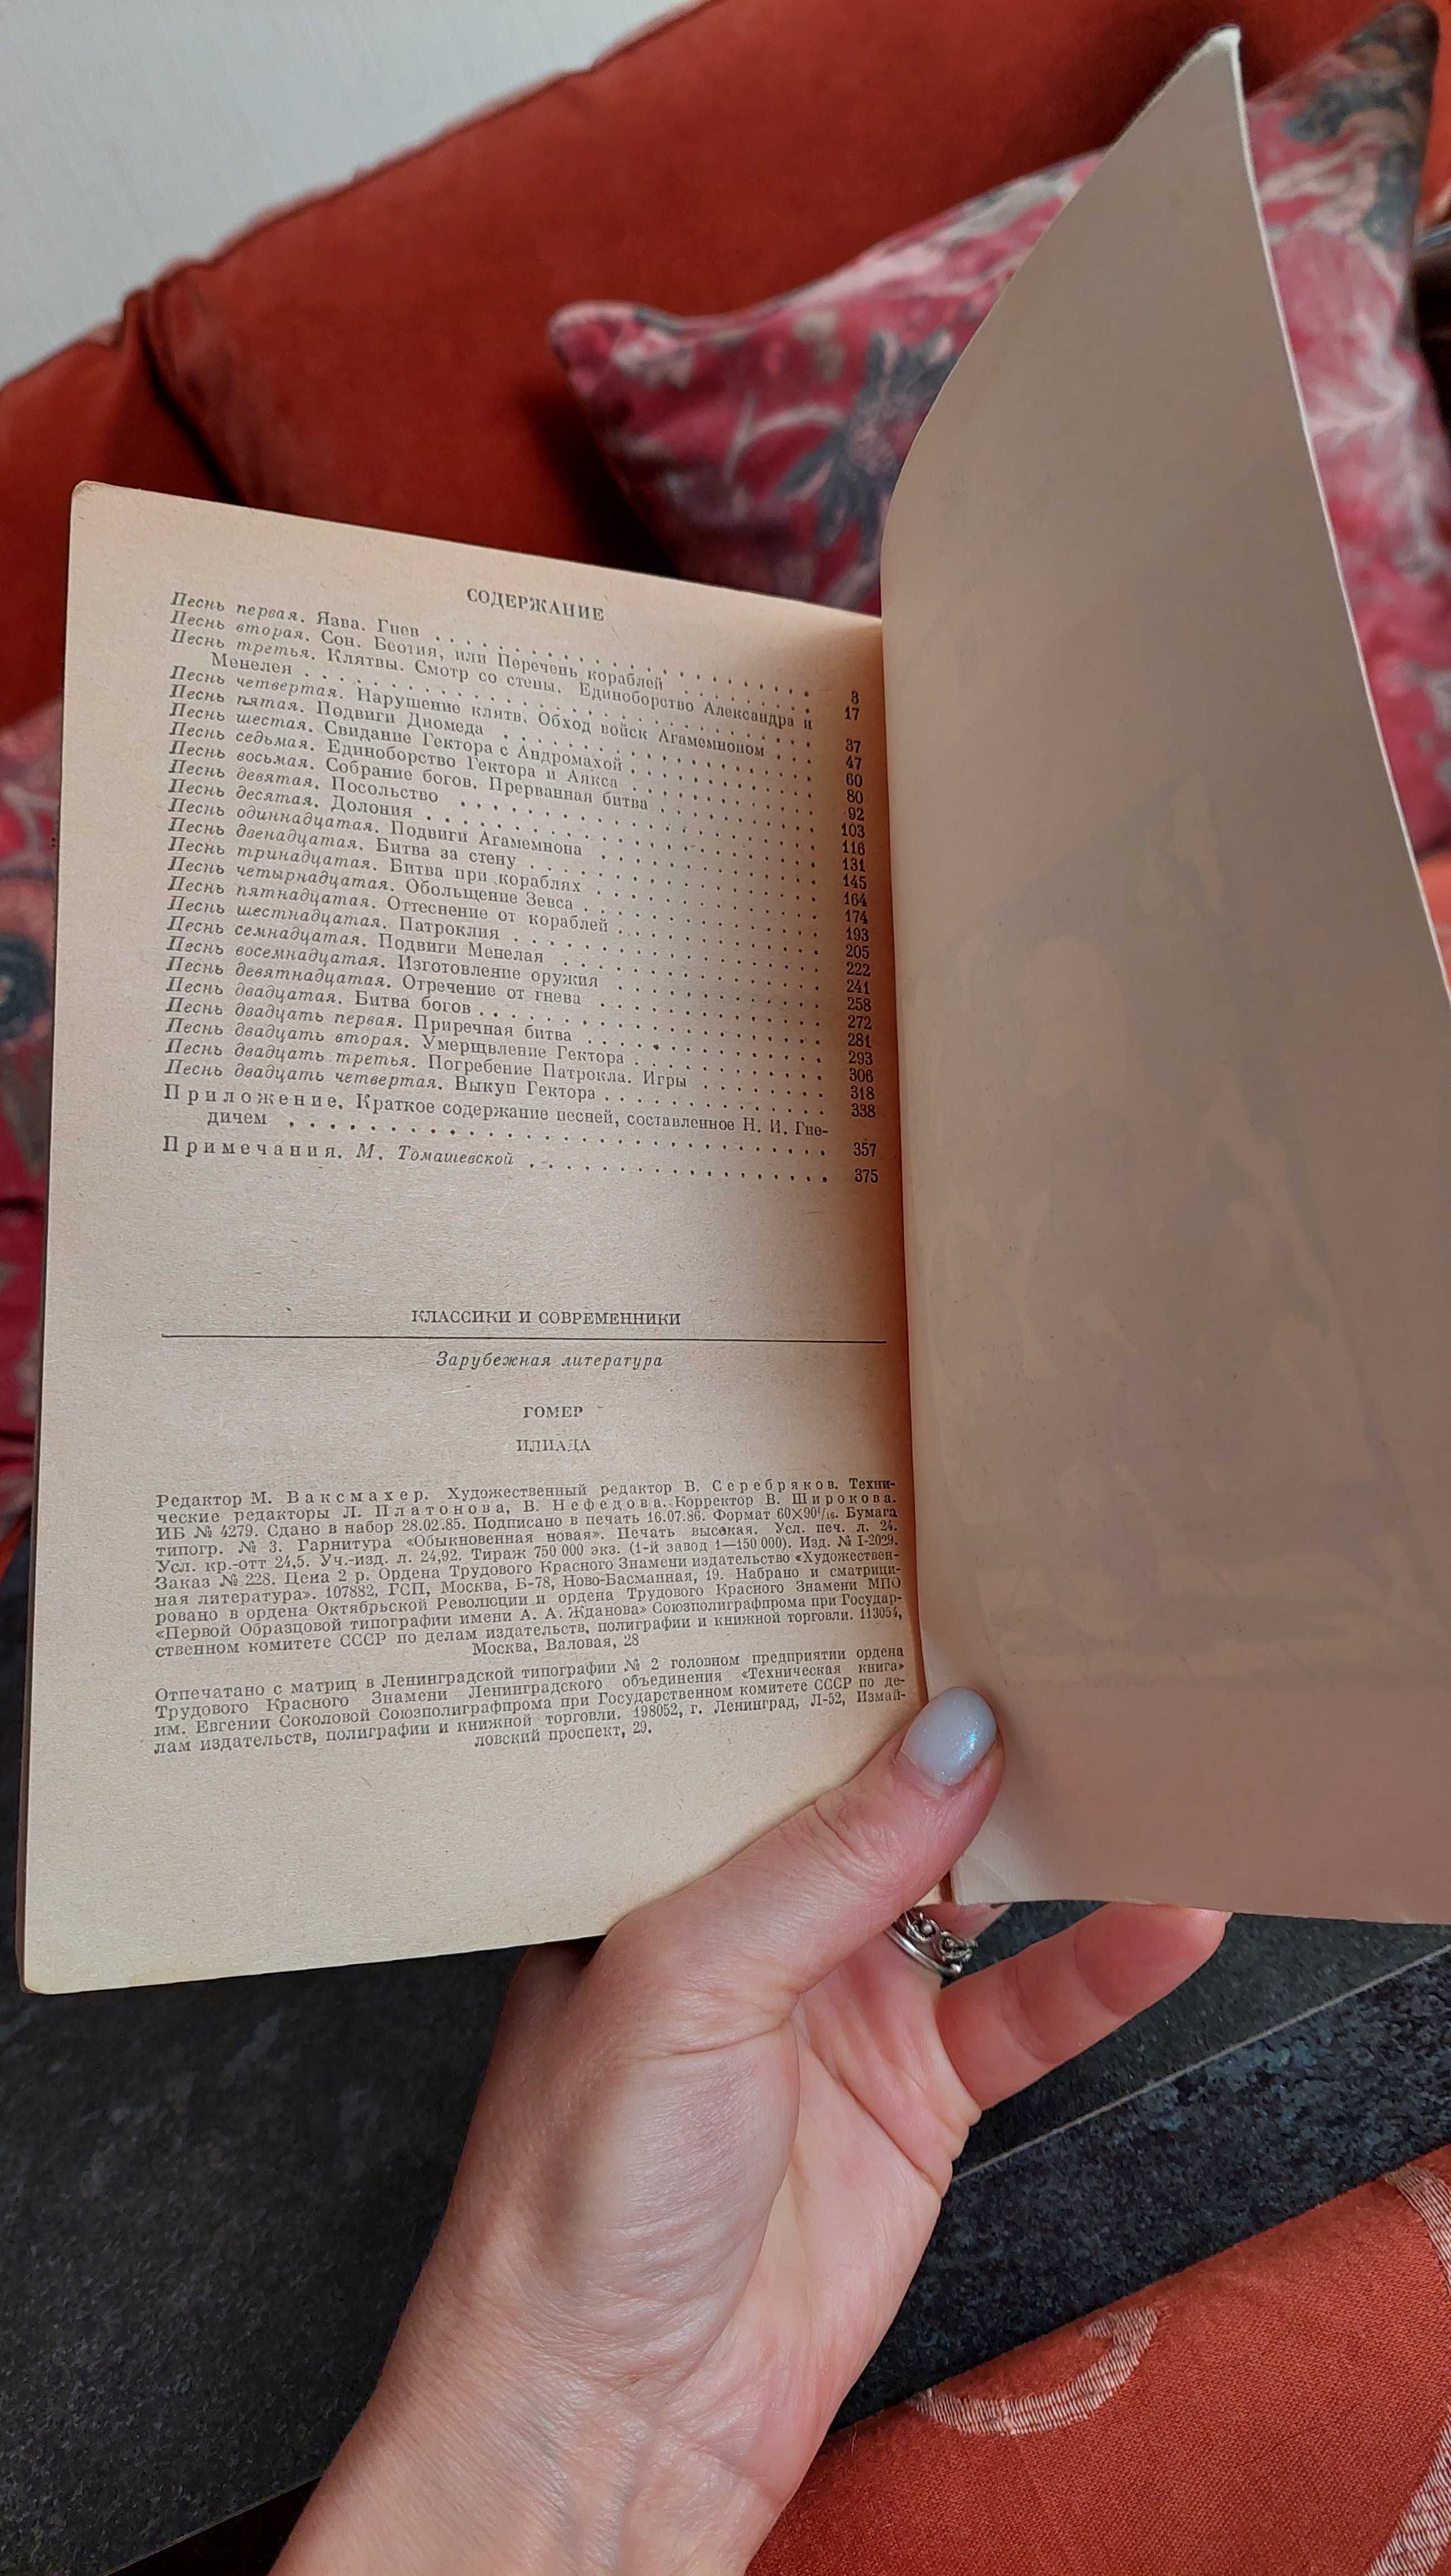 СОДЕРЖАНИЕ
Песнь первая. Язва. Гнев . . . . . . . . . . . . . . . . . . 3
Песнь вторая. Сон. Беотия, или Перечень кораблей . . . . . . . 17
Песнь третья. Клятвы. Смотр со стены. Единоборство Александра и
Менелея . . . . . . . . . . . . . . . . . . . . . . . . 37
Песнь четвертая. Нарушение клятв. Обход войск Агамемноном . . . 47
Песнь пятая. Подвиги Диомеда . . . . . . . . . . . . . . . 60
Песнь шестая. Свидание Гектора с Андромахой . . . . . . . . . 80
Песнь седьмая. Единоборство Гектора и Аякса . . . . . . . . . 92
Песнь восьмая. Собрание богов. Прерванная битва . . . . . . . . 103
Песнь девятая. Посольство . . . . . . . . . . . . . . . . . 116
Песнь десятая. Долония . . . . . . . . . . . . . . . . . . 131
Песнь одиннадцатая. Подвиги Агамемнона . . . . . . . . . . . 145
Песнь двенадцатая. Битва за стену . . . . . . . . . . . . . . 164
Песнь тринадцатая. Битва при кораблях . . . . . . . . . . . . 174
Песнь четырнадцатая. Обольщение Зевса . . . . . . . . . . . . 193
Песнь пятнадцатая. Оттеснение от кораблей . . . . . . . . . . 205
Песнь шестнадцатая. Патроклия . . . . . . . . . . . . . . . 222
Песнь семнадцатая. Подвиги Менелая . . . . . . . . . . . . . 241
Песнь восемнадцатая. Изготовление оружия . . . . . . . . . . . 258
Песнь девятнадцатая. Отречение от гнева . . . . . . . . . . . 272
Песнь двадцатая. Битва богов . . . . . . . . . . . . . . . . 281
Песнь двадцать первая. Приречная битва . . . . . . . . . . . . 293
Песнь двадцать вторая. Умерщвление Гектора . . . . . . . . . . 306
Песнь двадцать третья. Погребение Патрокла. Игры . . . . . . . 318
Песнь двадцать четвертая. Выкуп Гектора . . . . . . . . . . . 338
Приложение. Краткое содержание песней, составленное Н. И. Гне-
дичем . . . . . . . . . . . . . . . . . . . . . . . . . 357
Примечания. М. Томашевской . . . . . . . . . . . . . . . . 375
КЛАССИКИ И СОВРЕМЕННИКИ
Зарубежная литература
ГОМЕР
ИЛИАДА
Редактор М. Ваксмахер. Художественный редактор В. Серебряков. Техни-
ческие редакторы Л. Платонова, В. Нефедова. Корректор В. Широкова.
ИБ № 4279. Сдано в набор 28.02.85. Подписано в печать 16.07.86. Формат 60×90¹/₁₆. Бумага
типогр. № 3. Гарнитура «Обыкновенная новая». Печать высокая. Усл. печ. л. 24.
Усл. кр.-отт 24,5. Уч.-изд. л. 24,92. Тираж 750 000 экз. (1-й завод 1—150 000). Изд. № I-2029.
Заказ № 228. Цена 2 р. Ордена Трудового Красного Знамени издательство «Художествен-
ная литература». 107882, ГСП, Москва, Б-78, Ново-Басманная, 19. Набрано и сматрици-
ровано в ордена Октябрьской Революции и ордена Трудового Красного Знамени МПО
«Первой Образцовой типографии имени А. А. Жданова» Союзполиграфпрома при Государ-
ственном комитете СССР по делам издательств, полиграфии и книжной торговли. 113054,
Москва, Валовая, 28
Отпечатано с матриц в Ленинградской типографии № 2 головном предприятии ордена
Трудового Красного Знамени Ленинградского объединения «Техническая книга»
им. Евгении Соколовой Союзполиграфпрома при Государственном комитете СССР по де-
лам издательств, полиграфии и книжной торговли. 198052, г. Ленинград, Л-52, Измай-
ловский проспект, 29.